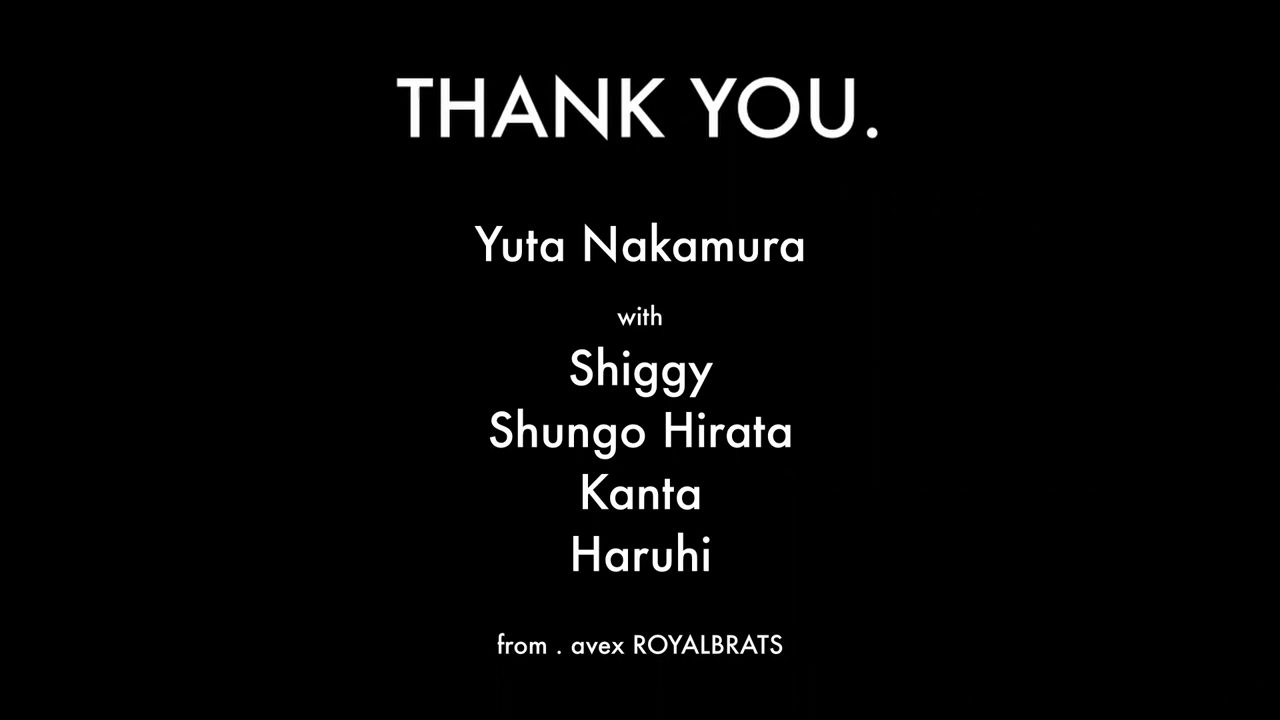 THANK YOU.
Yuta Nakamura
with
Shiggy
Shungo Hirata
Kanta
Haruhi
from . avex ROYALBRATS